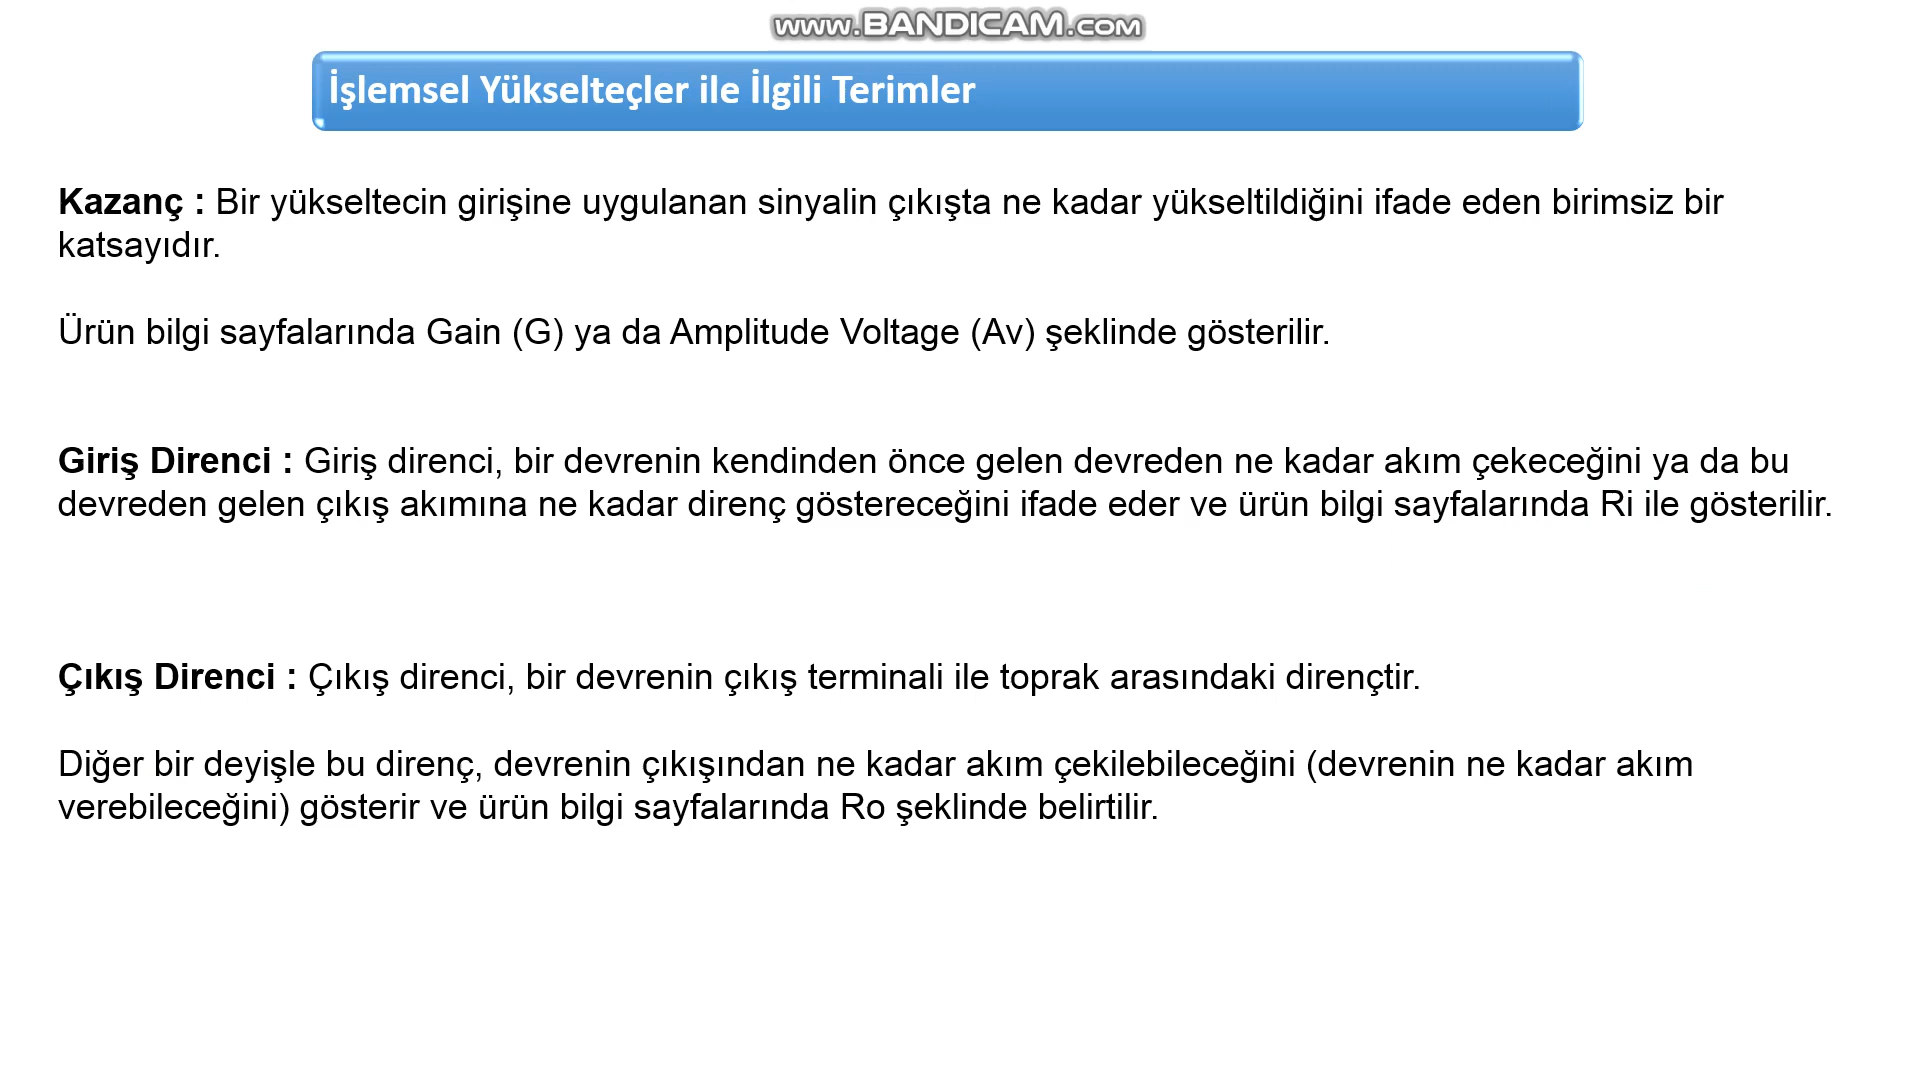 www.BANDICAM.com
İşlemsel Yükselteçler ile İlgili Terimler
Kazanç : Bir yükseltecin girişine uygulanan sinyalin çıkışta ne kadar yükseltildiğini ifade eden birimsiz bir
katsayıdır.
Ürün bilgi sayfalarında Gain (G) ya da Amplitude Voltage (Av) şeklinde gösterilir.
Giriş Direnci : Giriş direnci, bir devrenin kendinden önce gelen devreden ne kadar akım çekeceğini ya da bu
devreden gelen çıkış akımına ne kadar direnç göstereceğini ifade eder ve ürün bilgi sayfalarında Ri ile gösterilir.
Çıkış Direnci : Çıkış direnci, bir devrenin çıkış terminali ile toprak arasındaki dirençtir.
Diğer bir deyişle bu direnç, devrenin çıkışından ne kadar akım çekilebileceğini (devrenin ne kadar akım
verebileceğini) gösterir ve ürün bilgi sayfalarında Ro şeklinde belirtilir.